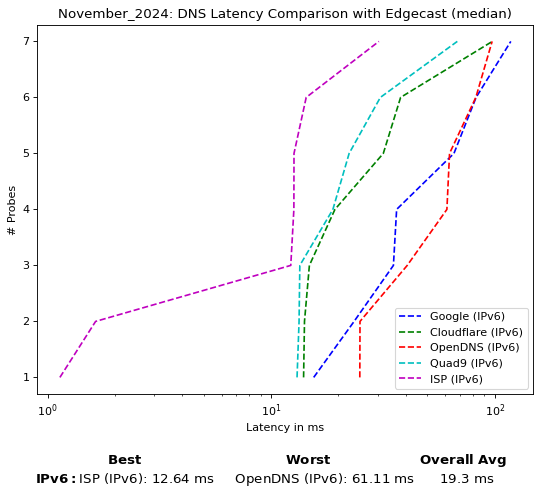 November_2024: DNS Latency Comparison with Edgecast (median)
7
6
5
4
3
2
1
# Probes
10⁰
10¹
10²
Latency in ms
Google (IPv6)
Cloudflare (IPv6)
OpenDNS (IPv6)
Quad9 (IPv6)
ISP (IPv6)
Best Worst Overall Avg
IPv6: ISP (IPv6): 12.64 ms OpenDNS (IPv6): 61.11 ms 19.3 ms